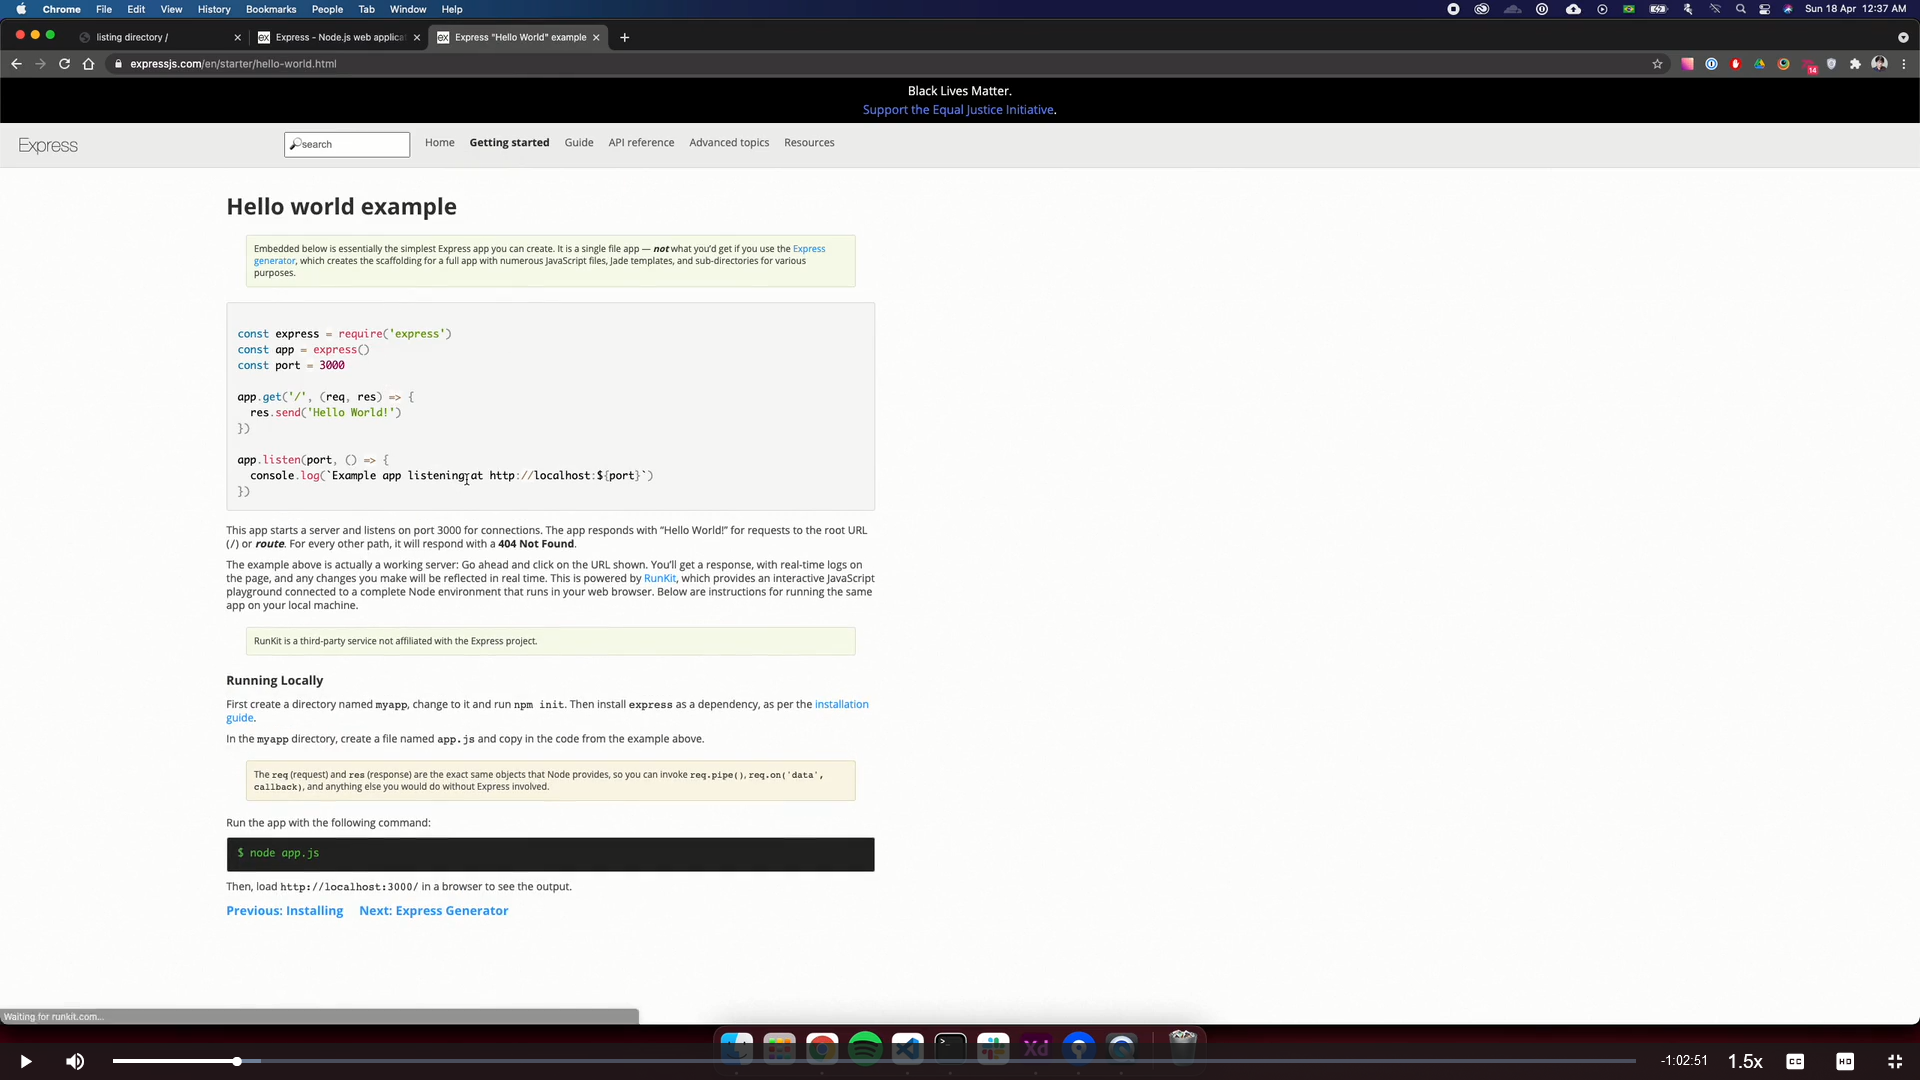 Chrome File Edit View History Bookmarks People Tab Window Help Sun 18 Apr 12:37 AM
listing directory / Express - Node.js web applicat Express "Hello World" example
expressjs.com/en/starter/hello-world.html
14
Black Lives Matter.
Support the Equal Justice Initiative.
Express search Home Getting started Guide API reference Advanced topics Resources
Hello world example
Embedded below is essentially the simplest Express app you can create. It is a single file app — not what you'd get if you use the Express
generator, which creates the scaffolding for a full app with numerous JavaScript files, Jade templates, and sub-directories for various
purposes.
const express = require('express')
const app = express()
const port = 3000
app.get('/', (req, res) => {
res.send('Hello World!')
})
app.listen(port, () => {
console.log(`Example app listening at http://localhost:${port}`)
})
This app starts a server and listens on port 3000 for connections. The app responds with “Hello World!” for requests to the root URL
(/) or route. For every other path, it will respond with a 404 Not Found.
The example above is actually a working server: Go ahead and click on the URL shown. You'll get a response, with real-time logs on
the page, and any changes you make will be reflected in real time. This is powered by RunKit, which provides an interactive JavaScript
playground connected to a complete Node environment that runs in your web browser. Below are instructions for running the same
app on your local machine.
RunKit is a third-party service not affiliated with the Express project.
Running Locally
First create a directory named myapp, change to it and run npm init. Then install express as a dependency, as per the installation
guide.
In the myapp directory, create a file named app.js and copy in the code from the example above.
The req (request) and res (response) are the exact same objects that Node provides, so you can invoke req.pipe(), req.on('data',
callback), and anything else you would do without Express involved.
Run the app with the following command:
$ node app.js
Then, load http://localhost:3000/ in a browser to see the output.
Previous: Installing Next: Express Generator
Waiting for runkit.com...
Xd
-1:02:51 1.5x CC HD